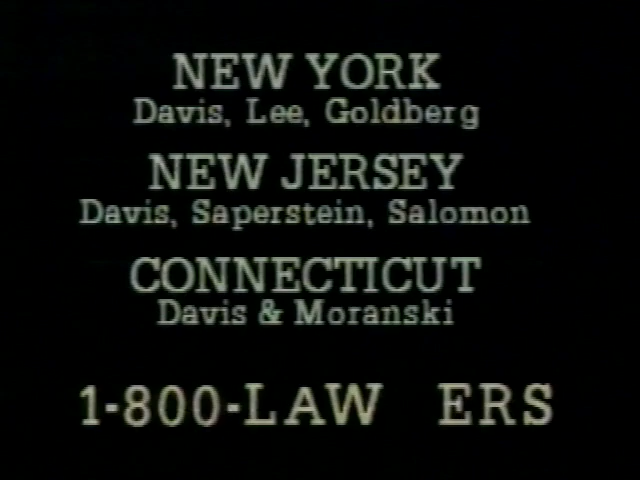 NEW YORK
Davis, Lee, Goldberg
NEW JERSEY
Davis, Saperstein, Salomon
CONNECTICUT
Davis & Moranski
1-800-LAW ERS